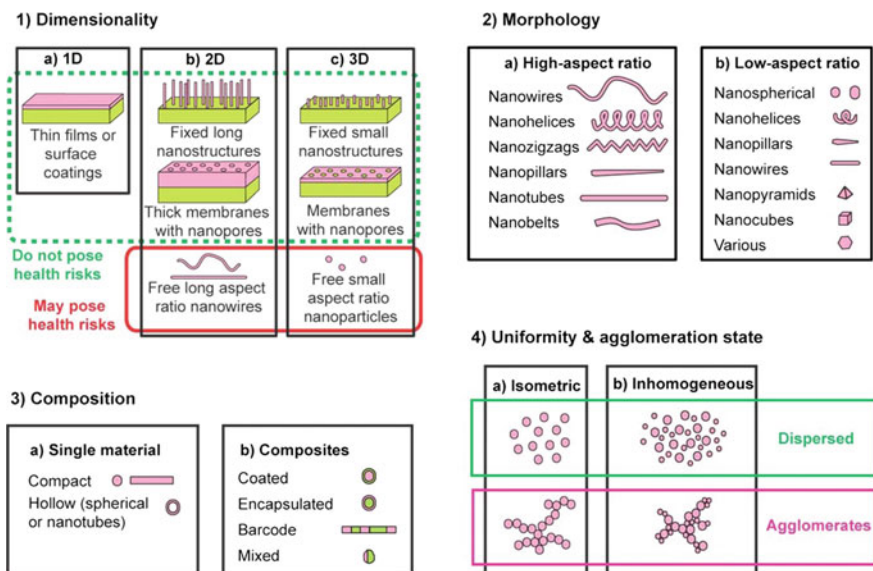 1) Dimensionality
a) 1D
Thin films or
surface
coatings
b) 2D
Fixed long
nanostructures
Thick membranes
with nanopores
Free long aspect
ratio nanowires
c) 3D
Fixed small
nanostructures
Membranes
with nanopores
Free small
aspect ratio
nanoparticles
Do not pose
health risks
May pose
health risks
2) Morphology
a) High-aspect ratio
Nanowires
Nanohelices
Nanozigzags
Nanopillars
Nanotubes
Nanobelts
b) Low-aspect ratio
Nanospherical
Nanohelices
Nanopillars
Nanowires
Nanopyramids
Nanocubes
Various
3) Composition
a) Single material
Compact
Hollow (spherical
or nanotubes)
b) Composites
Coated
Encapsulated
Barcode
Mixed
4) Uniformity & agglomeration state
a) Isometric
b) Inhomogeneous
Dispersed
Agglomerates